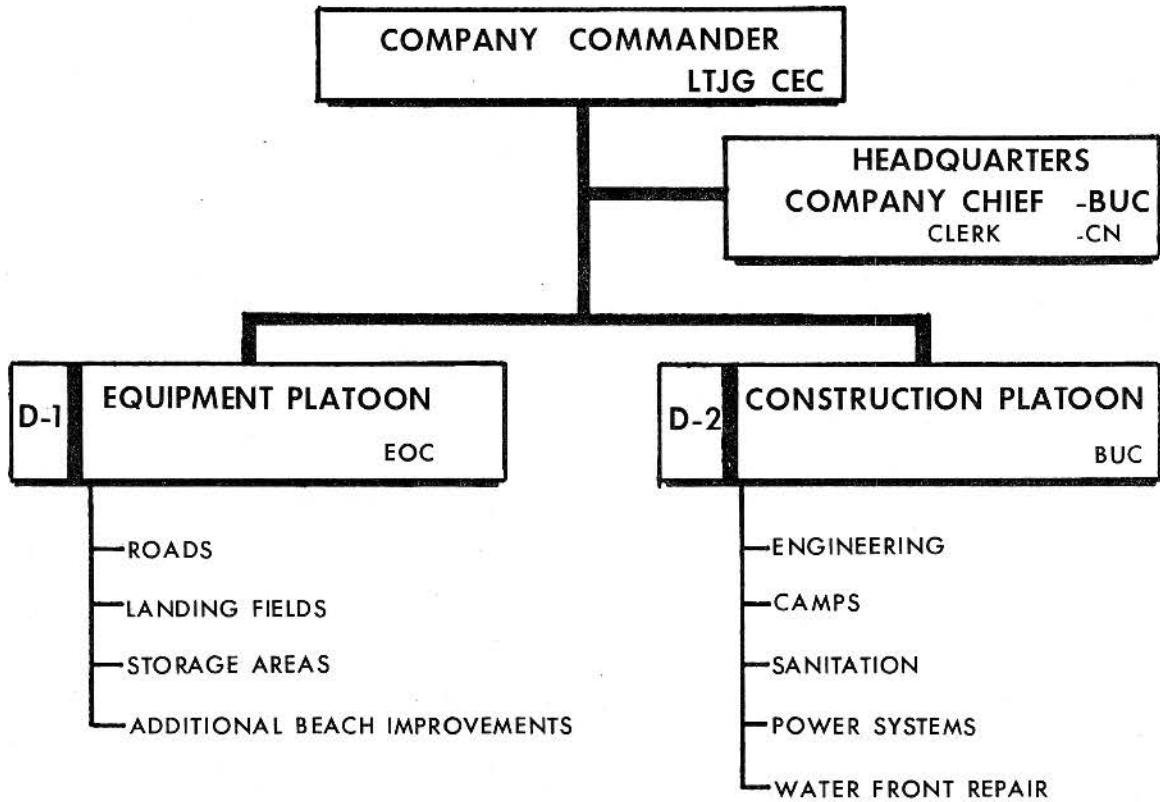 COMPANY COMMANDER
LTJG CEC
HEADQUARTERS
COMPANY CHIEF -BUC
CLERK -CN
D-1
EQUIPMENT PLATOON
EOC
ROADS
LANDING FIELDS
STORAGE AREAS
ADDITIONAL BEACH IMPROVEMENTS
D-2
CONSTRUCTION PLATOON
BUC
ENGINEERING
CAMPS
SANITATION
POWER SYSTEMS
WATER FRONT REPAIR